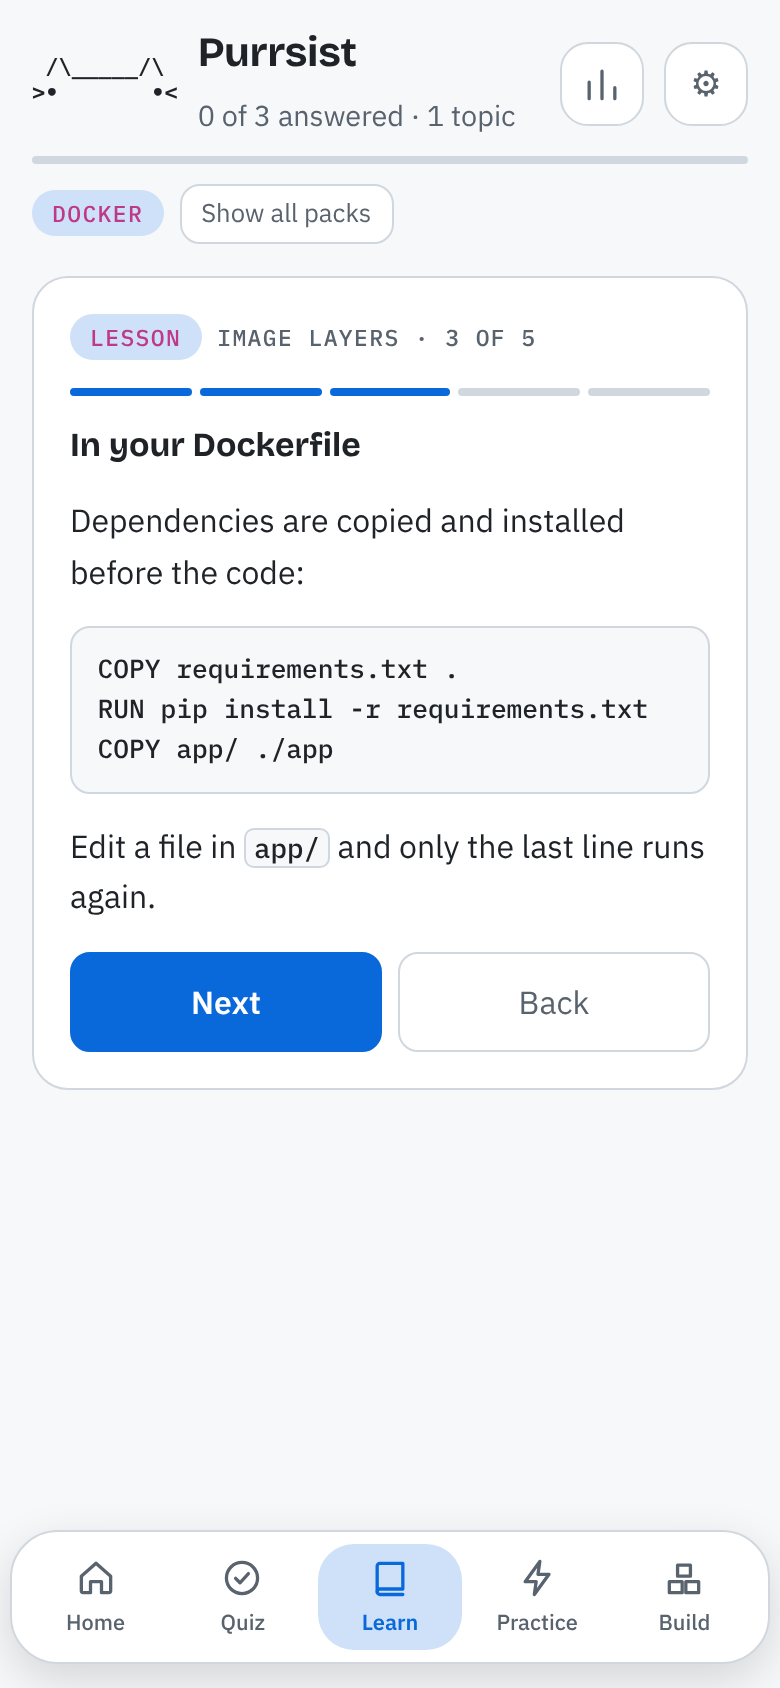 /\_____/\
>•       •<
Purrsist
0 of 3 answered · 1 topic
DOCKER
Show all packs
LESSON IMAGE LAYERS · 3 OF 5
In your Dockerfile
Dependencies are copied and installed
before the code:
COPY requirements.txt .
RUN pip install -r requirements.txt
COPY app/ ./app
Edit a file in app/ and only the last line runs
again.
Next
Back
Home
Quiz
Learn
Practice
Build